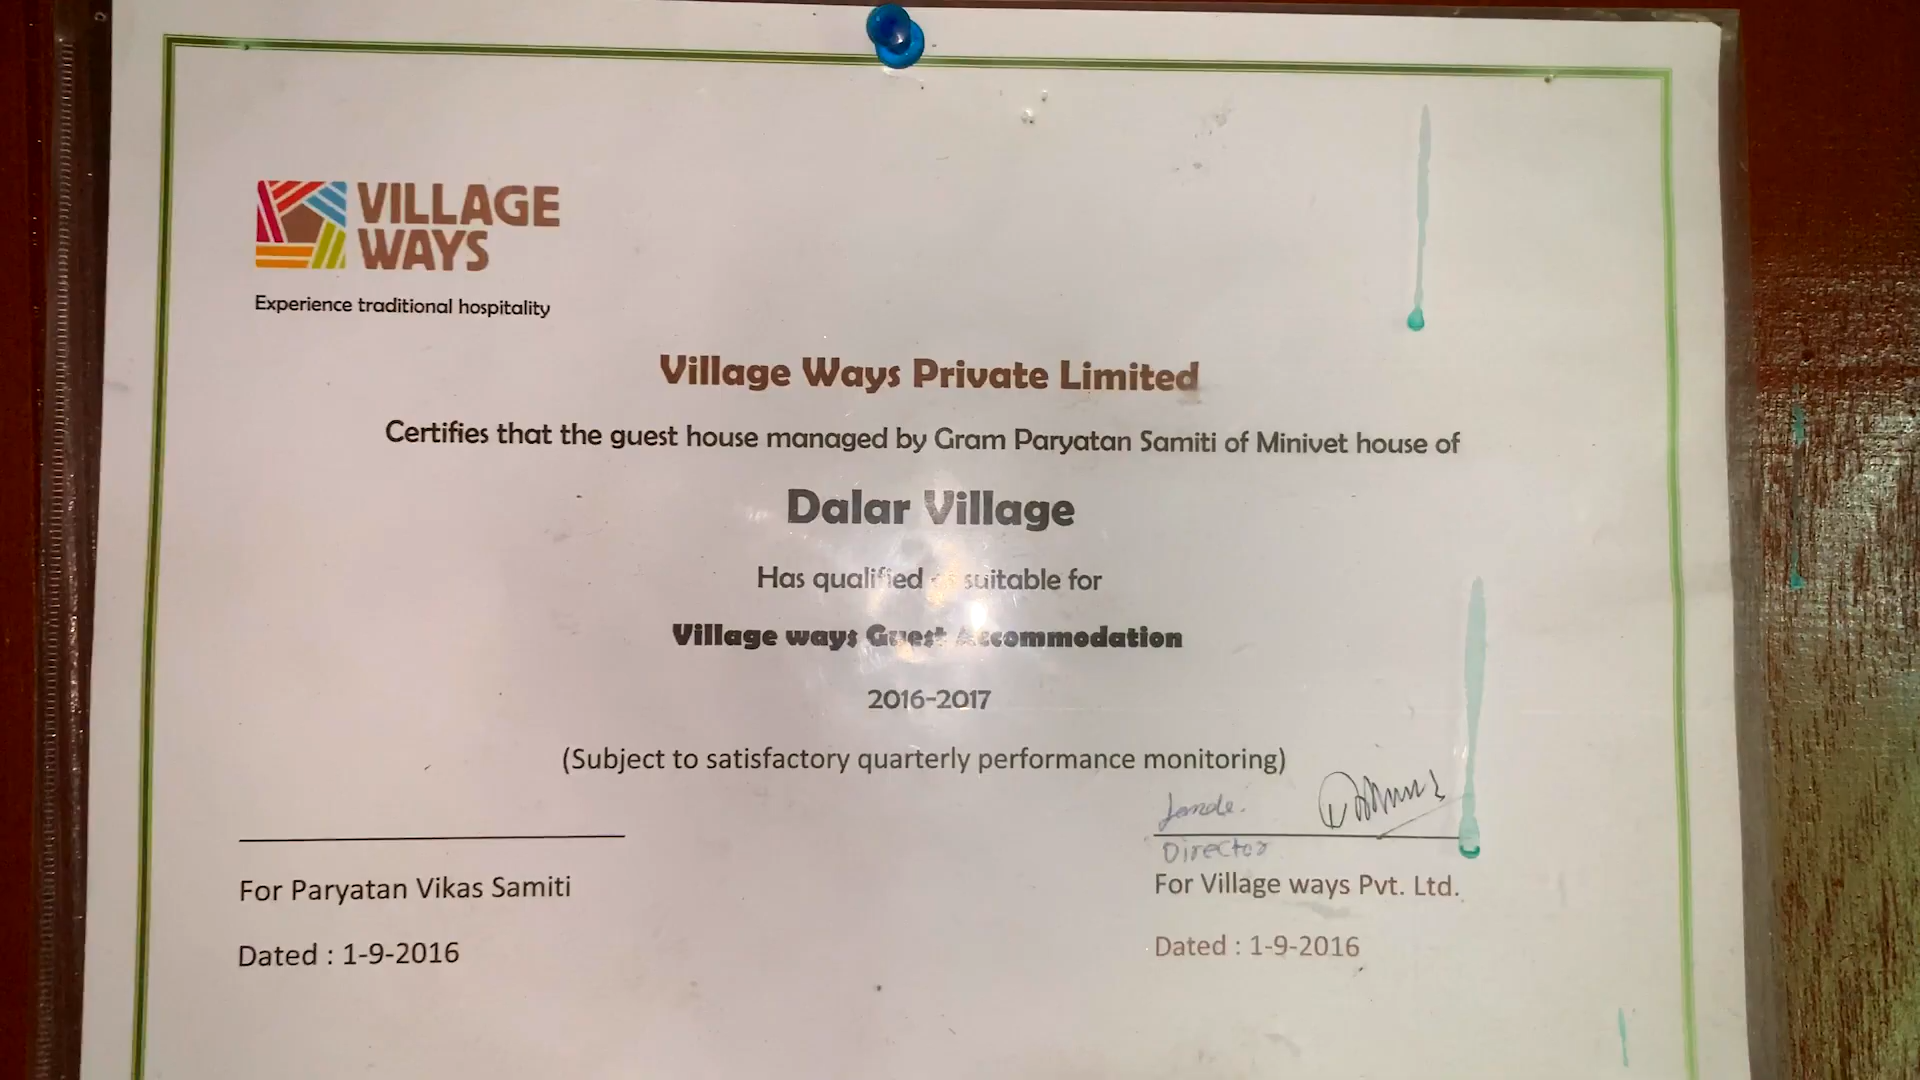 VILLAGE
WAYS
Experience traditional hospitality
Village Ways Private Limited
Certifies that the guest house managed by Gram Paryatan Samiti of Minivet house of
Dalar Village
Has qualified as suitable for
Village ways Guest Accommodation
2016-2017
(Subject to satisfactory quarterly performance monitoring)
Director
For Paryatan Vikas Samiti
For Village ways Pvt. Ltd.
Dated : 1-9-2016
Dated : 1-9-2016